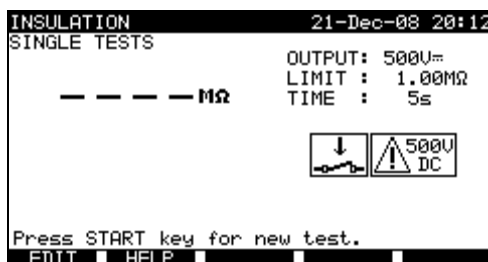 INSULATION 21-Dec-08 20:12
SINGLE TESTS
OUTPUT: 500V⎓
LIMIT : 1.00MΩ
– – – – MΩ TIME : 5s
500V
DC
Press START key for new test.
EDIT HELP